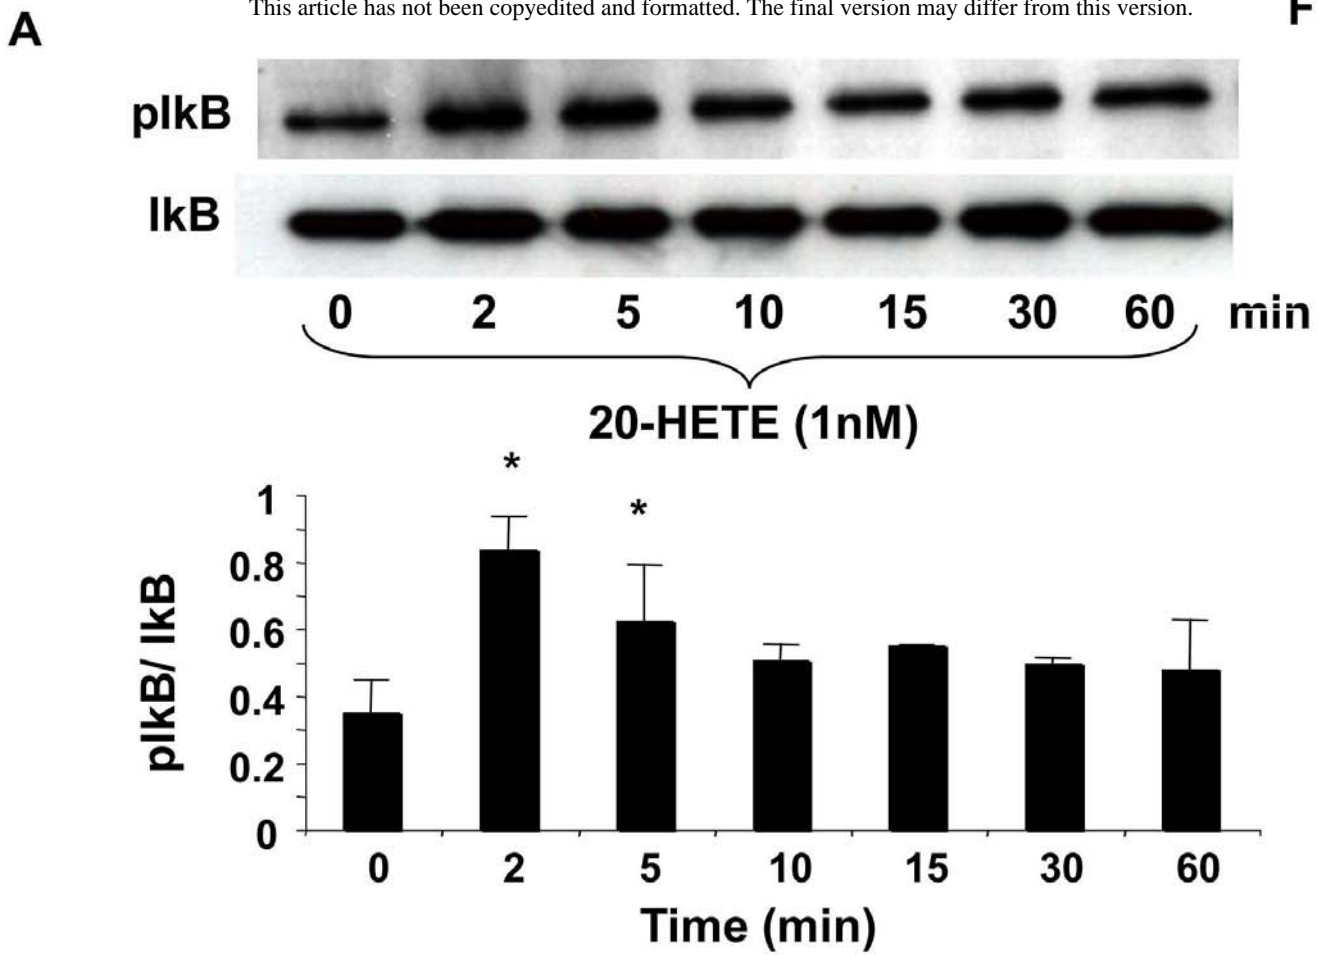 This article has not been copyedited and formatted. The final version may differ from this version.
A
F
pIkB
IkB
0 2 5 10 15 30 60 min
20-HETE (1nM)
*
*
1
0.8
0.6
0.4
0.2
0
pIkB/ IkB
0 2 5 10 15 30 60
Time (min)